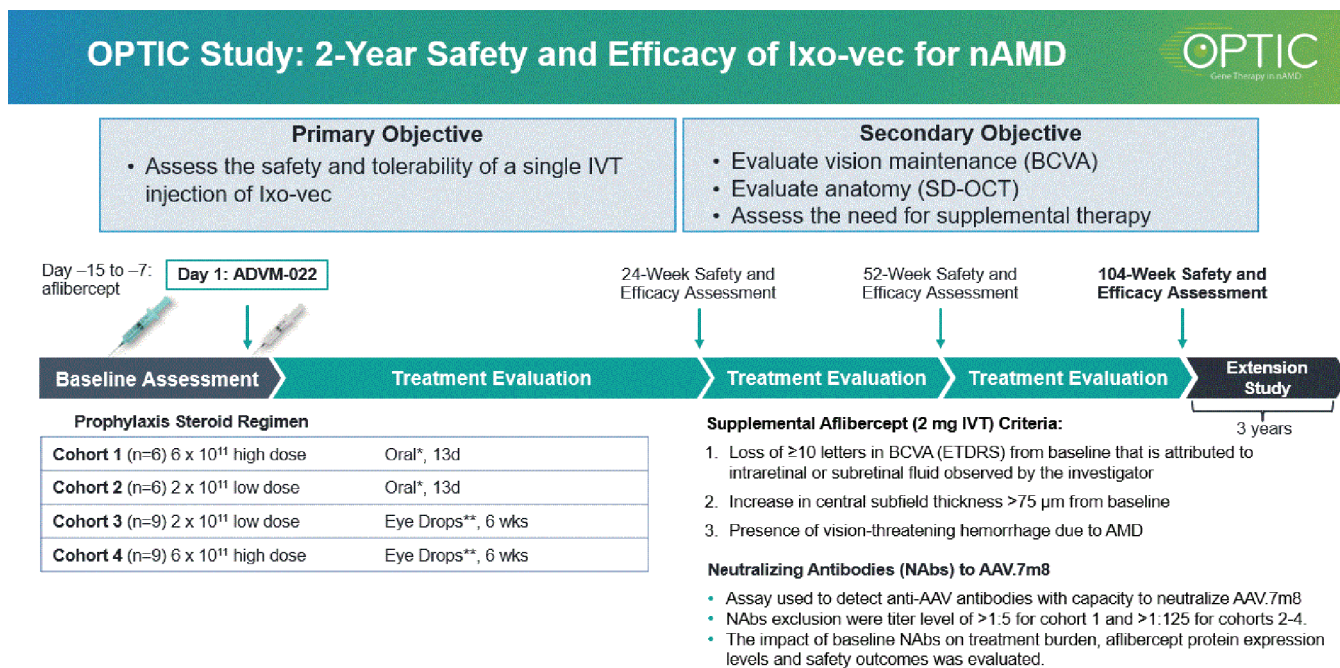 OPTIC Study: 2-Year Safety and Efficacy of Ixo-vec for nAMD
OPTIC
Gene Therapy in nAMD
Primary Objective
• Assess the safety and tolerability of a single IVT
injection of Ixo-vec
Secondary Objective
• Evaluate vision maintenance (BCVA)
• Evaluate anatomy (SD-OCT)
• Assess the need for supplemental therapy
Day –15 to –7:
aflibercept
Day 1: ADVM-022
24-Week Safety and
Efficacy Assessment
52-Week Safety and
Efficacy Assessment
104-Week Safety and
Efficacy Assessment
Baseline Assessment
Treatment Evaluation
Treatment Evaluation
Treatment Evaluation
Extension
Study
3 years
Prophylaxis Steroid Regimen
Cohort 1 (n=6) 6 x 10¹¹ high dose Oral*, 13d
Cohort 2 (n=6) 2 x 10¹¹ low dose Oral*, 13d
Cohort 3 (n=9) 2 x 10¹¹ low dose Eye Drops**, 6 wks
Cohort 4 (n=9) 6 x 10¹¹ high dose Eye Drops**, 6 wks
Supplemental Aflibercept (2 mg IVT) Criteria:
1. Loss of ≥10 letters in BCVA (ETDRS) from baseline that is attributed to
intraretinal or subretinal fluid observed by the investigator
2. Increase in central subfield thickness >75 µm from baseline
3. Presence of vision-threatening hemorrhage due to AMD
Neutralizing Antibodies (NAbs) to AAV.7m8
• Assay used to detect anti-AAV antibodies with capacity to neutralize AAV.7m8
• NAbs exclusion were titer level of >1:5 for cohort 1 and >1:125 for cohorts 2-4.
• The impact of baseline NAbs on treatment burden, aflibercept protein expression
levels and safety outcomes was evaluated.